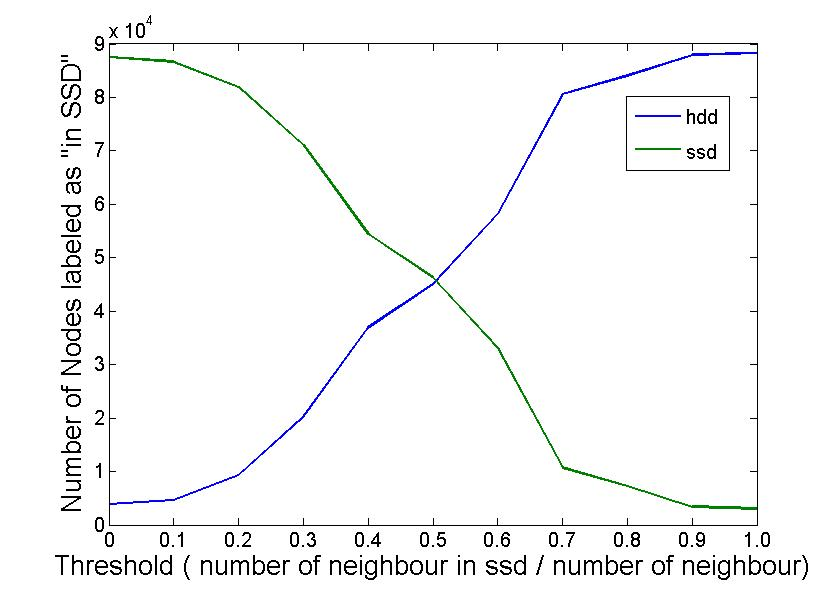 x 10^4
9
8
7
6
5
4
3
2
1
0
Number of Nodes labeled as "in SSD"
hdd
ssd
0 0.1 0.2 0.3 0.4 0.5 0.6 0.7 0.8 0.9 1.0
Threshold ( number of neighbour in ssd / number of neighbour)